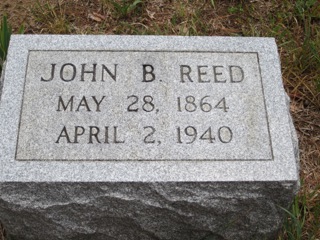 JOHN B. REED
MAY 28, 1864
APRIL 2, 1940